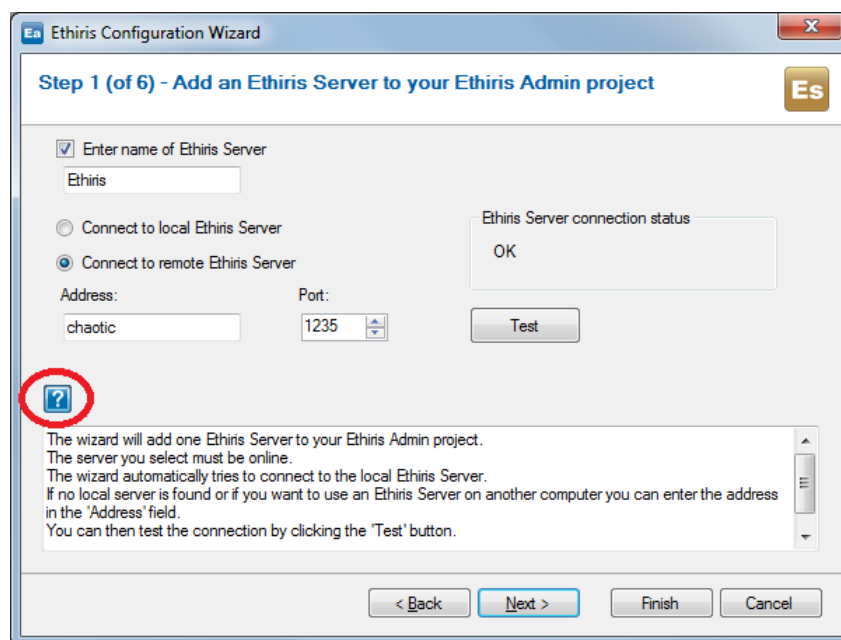 Ea Ethiris Configuration Wizard
Step 1 (of 6) - Add an Ethiris Server to your Ethiris Admin project
Es
Enter name of Ethiris Server
Ethiris
Connect to local Ethiris Server
Connect to remote Ethiris Server
Ethiris Server connection status
OK
Address:
Port:
chaotic
1235
Test
?
The wizard will add one Ethiris Server to your Ethiris Admin project.
The server you select must be online.
The wizard automatically tries to connect to the local Ethiris Server.
If no local server is found or if you want to use an Ethiris Server on another computer you can enter the address
in the 'Address' field.
You can then test the connection by clicking the 'Test' button.
< Back
Next >
Finish
Cancel